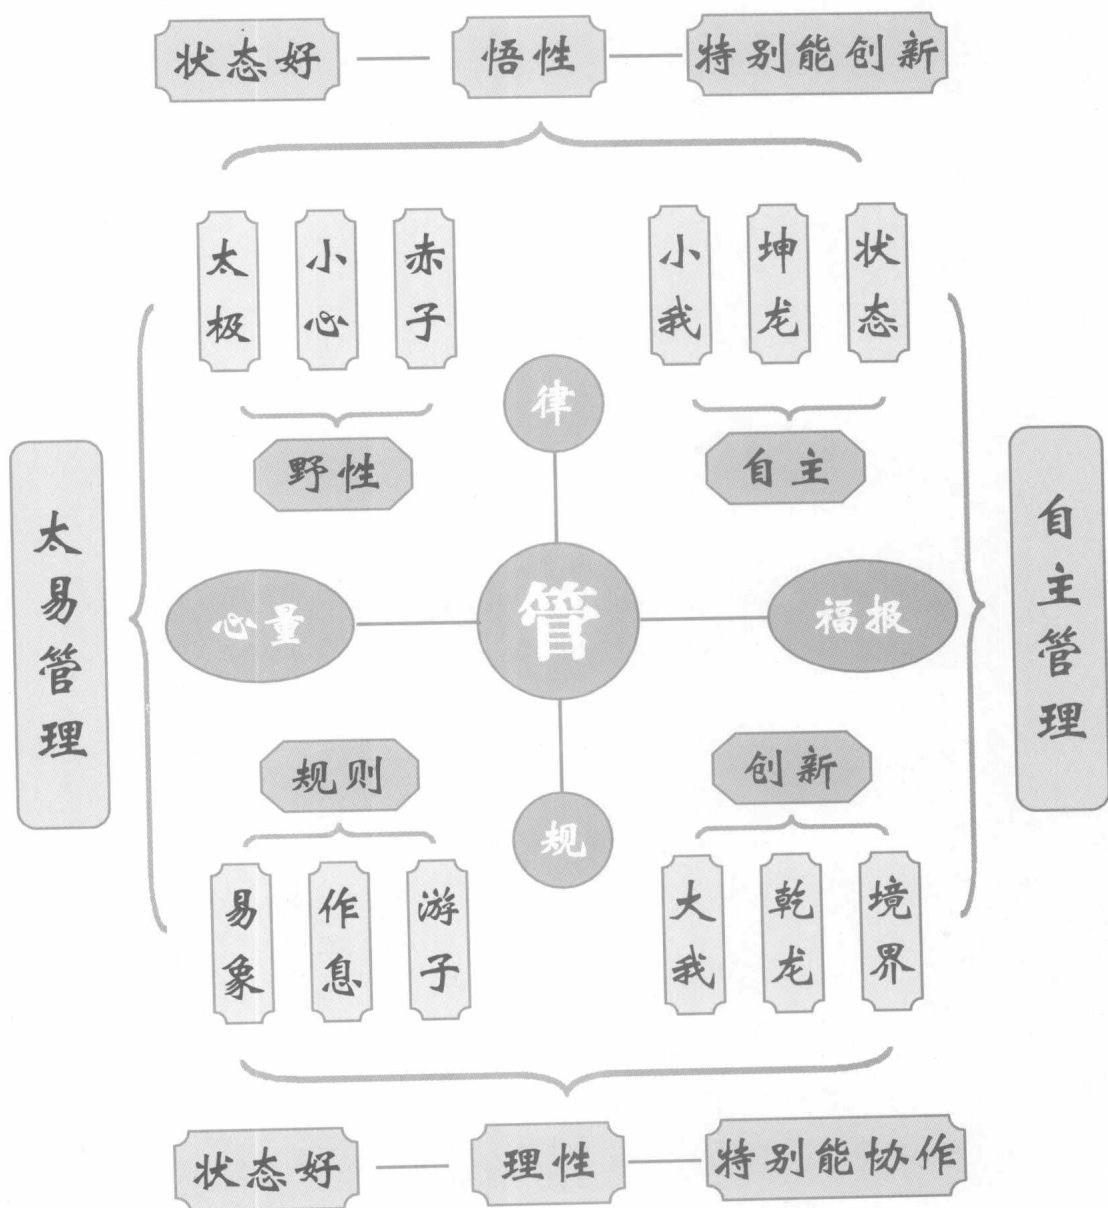 状态好 悟性 特别能创新
太极 小心 赤子 小我 坤龙 状态
律
野性 自主
太易管理 心量 管 福报 自主管理
规则 创新
规
易象 作息 游子 大我 乾龙 境界
状态好 理性 特别能协作